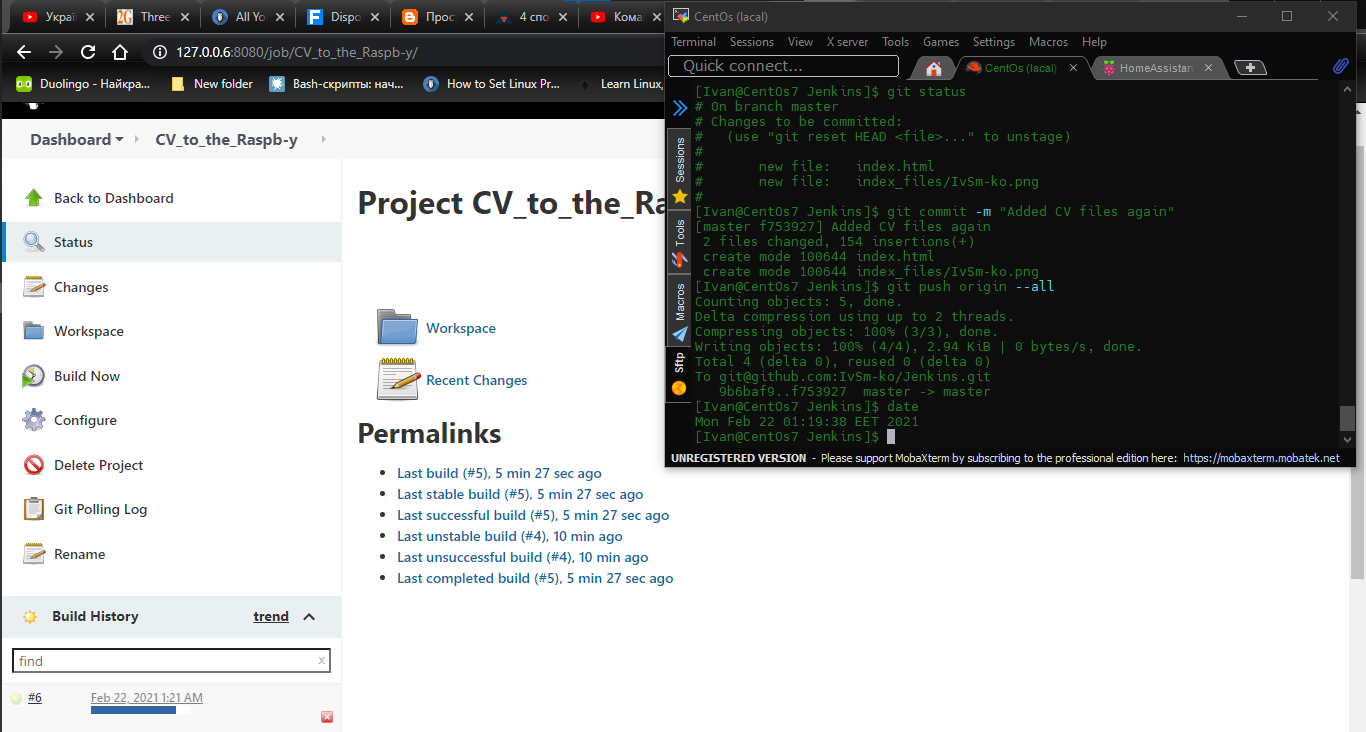 Україн
Three
All Yo
Dispo
Прос
4 спо
Кома
127.0.0.6:8080/job/CV_to_the_Raspb-y/
Duolingo - Найкра...
New folder
Bash-скрипты: нач...
How to Set Linux Pr...
Learn Linux,
Dashboard
CV_to_the_Raspb-y
Back to Dashboard
Status
Changes
Workspace
Build Now
Configure
Delete Project
Git Polling Log
Rename
Build History
trend
find
x
#6
Feb 22, 2021 1:21 AM
Project CV_to_the_Ra
Workspace
Recent Changes
Permalinks
Last build (#5), 5 min 27 sec ago
Last stable build (#5), 5 min 27 sec ago
Last successful build (#5), 5 min 27 sec ago
Last unstable build (#4), 10 min ago
Last unsuccessful build (#4), 10 min ago
Last completed build (#5), 5 min 27 sec ago
CentOs (lacal)
Terminal Sessions View X server Tools Games Settings Macros Help
Quick connect...
CentOs (lacal)
HomeAssistan
Sessions
Tools
Macros
Sftp
[Ivan@CentOs7 Jenkins]$ git status
# On branch master
# Changes to be committed:
#   (use "git reset HEAD <file>..." to unstage)
#
#       new file:   index.html
#       new file:   index_files/IvSm-ko.png
#
[Ivan@CentOs7 Jenkins]$ git commit -m "Added CV files again"
[master f753927] Added CV files again
 2 files changed, 154 insertions(+)
 create mode 100644 index.html
 create mode 100644 index_files/IvSm-ko.png
[Ivan@CentOs7 Jenkins]$ git push origin --all
Counting objects: 5, done.
Delta compression using up to 2 threads.
Compressing objects: 100% (3/3), done.
Writing objects: 100% (4/4), 2.94 KiB | 0 bytes/s, done.
Total 4 (delta 0), reused 0 (delta 0)
To git@github.com:IvSm-ko/Jenkins.git
   9b6baf9..f753927  master -> master
[Ivan@CentOs7 Jenkins]$ date
Mon Feb 22 01:19:38 EET 2021
[Ivan@CentOs7 Jenkins]$
UNREGISTERED VERSION - Please support MobaXterm by subscribing to the professional edition here: https://mobaxterm.mobatek.net